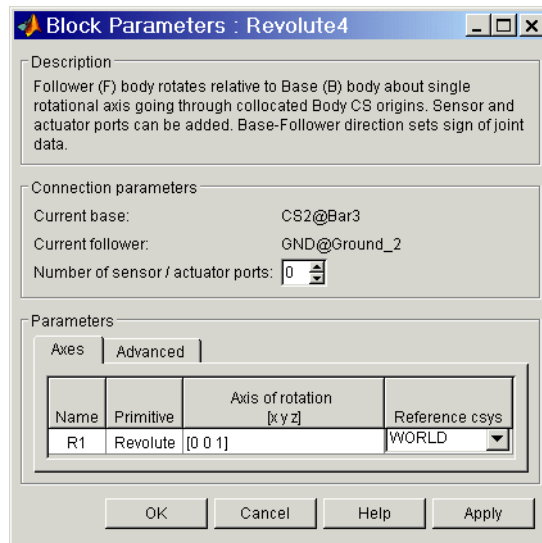 Block Parameters : Revolute4
Description
Follower (F) body rotates relative to Base (B) body about single
rotational axis going through collocated Body CS origins. Sensor and
actuator ports can be added. Base-Follower direction sets sign of joint
data.
Connection parameters
Current base: CS2@Bar3
Current follower: GND@Ground_2
Number of sensor / actuator ports: 0
Parameters
Axes Advanced
Axis of rotation
Name Primitive [x y z] Reference csys
R1 Revolute [0 0 1] WORLD
OK Cancel Help Apply